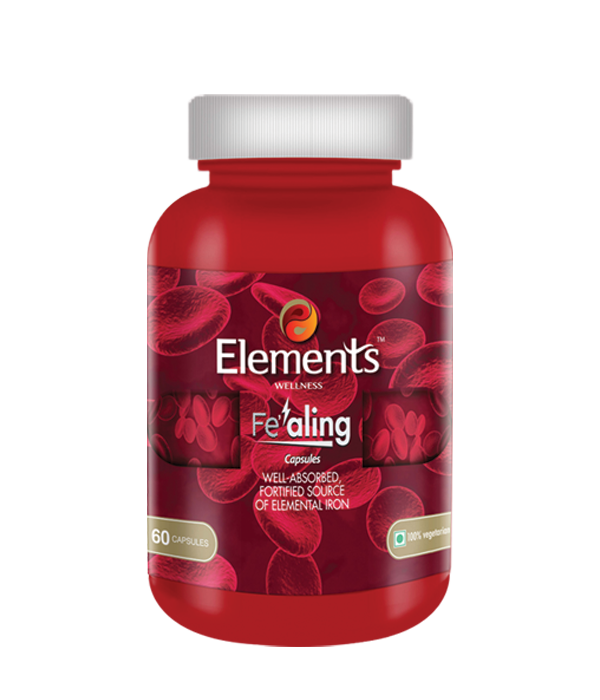 Elements™
WELLNESS
Fe'aling
Capsules
WELL-ABSORBED,
FORTIFIED SOURCE
OF ELEMENTAL IRON
60 CAPSULES
100% vegetarian